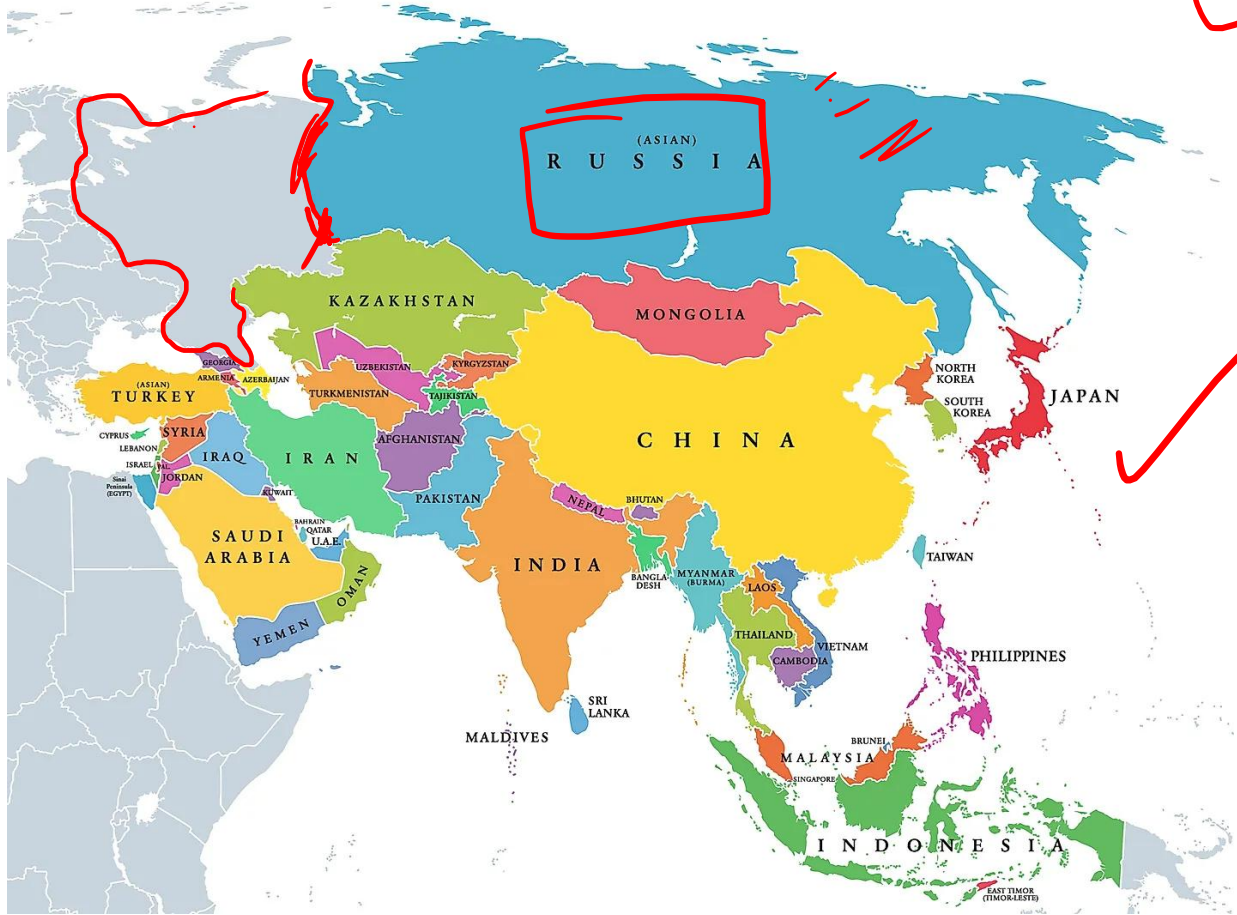 (ASIAN)
RUSSIA
KAZAKHSTAN
MONGOLIA
UZBEKISTAN
KYRGYZSTAN
GEORGIA
ARMENIA
AZERBAIJAN
(ASIAN)
TURKEY
TURKMENISTAN
TAJIKISTAN
NORTH
KOREA
SOUTH
KOREA
JAPAN
CYPRUS
SYRIA
LEBANON
ISRAEL
PAL.
JORDAN
IRAQ
IRAN
AFGHANISTAN
CHINA
Sinai
Peninsula
(EGYPT)
KUWAIT
PAKISTAN
NEPAL
BHUTAN
BAHRAIN
QATAR
U.A.E.
SAUDI
ARABIA
OMAN
YEMEN
INDIA
BANGLA-
DESH
MYANMAR
(BURMA)
LAOS
TAIWAN
THAILAND
VIETNAM
CAMBODIA
PHILIPPINES
SRI
LANKA
MALDIVES
BRUNEI
MALAYSIA
SINGAPORE
INDONESIA
EAST TIMOR
(TIMOR-LESTE)